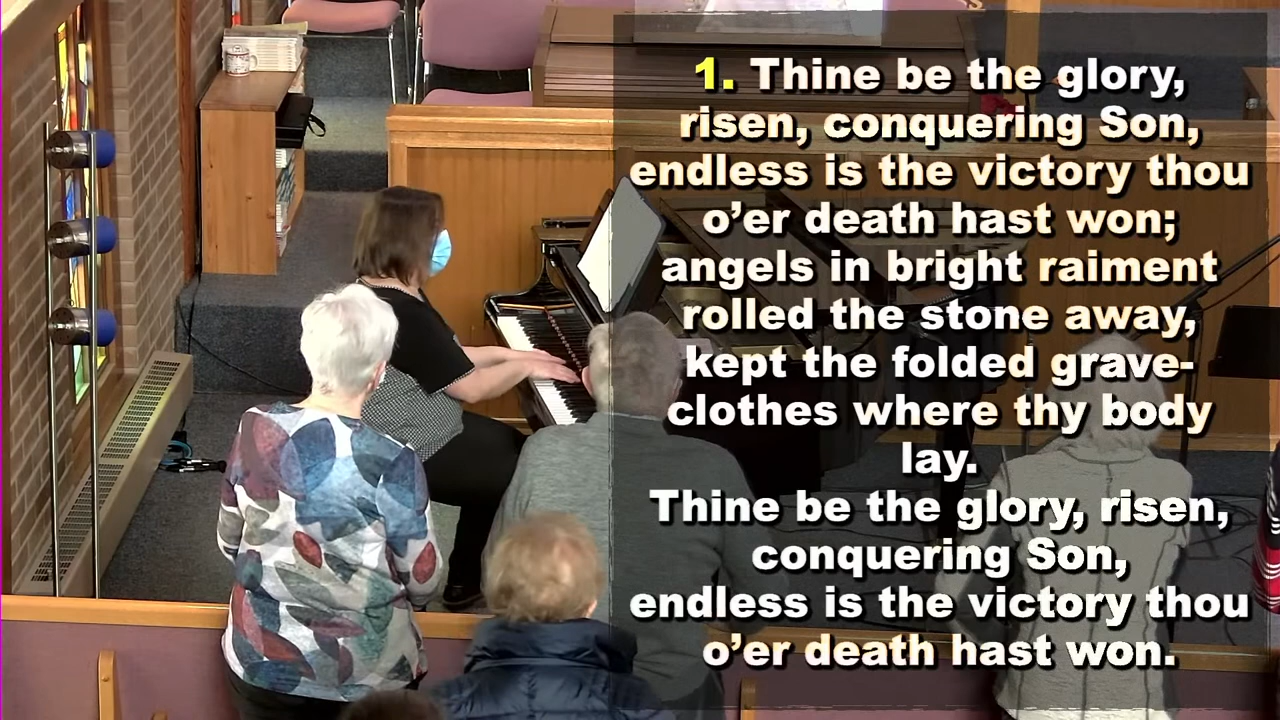 1. Thine be the glory,
risen, conquering Son,
endless is the victory thou
o’er death hast won;
angels in bright raiment
rolled the stone away,
kept the folded grave-
clothes where thy body
lay.
Thine be the glory, risen,
conquering Son,
endless is the victory thou
o’er death hast won.